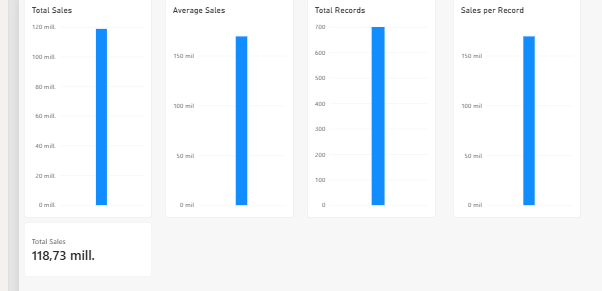 Total Sales
120 mill.
100 mill.
80 mill.
60 mill.
40 mill.
20 mill.
0 mill.
Average Sales
150 mil
100 mil
50 mil
0 mil
Total Records
700
600
500
400
300
200
100
0
Sales per Record
150 mil
100 mil
50 mil
0 mil
Total Sales
118,73 mill.